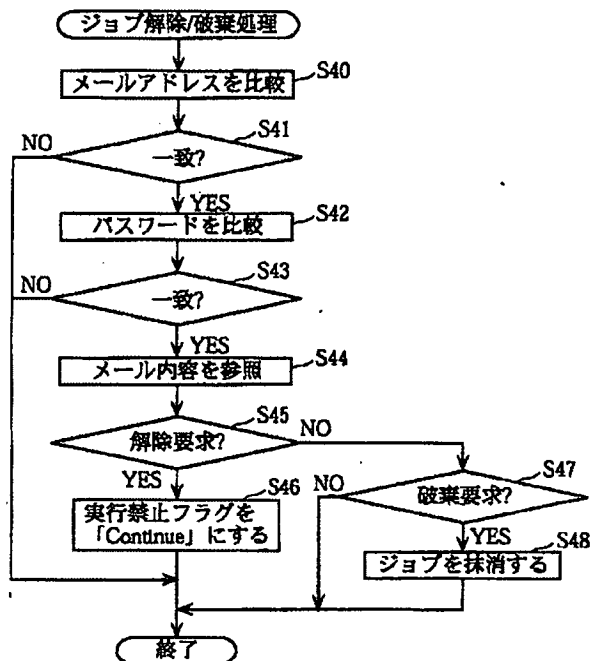 ジョブ解除/破棄処理
メールアドレスを比較
S40
S41
NO
一致?
YES
パスワードを比較
S42
S43
NO
一致?
YES
メール内容を参照
S44
S45
解除要求?
NO
YES
S46
実行禁止フラグを
「Continue」にする
S47
NO
破棄要求?
YES
S48
ジョブを抹消する
終了